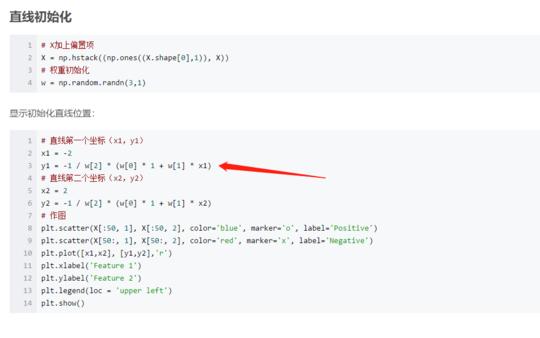 直线初始化
1 # X加上偏置项
2 X = np.hstack((np.ones((X.shape[0],1)), X))
3 # 权重初始化
4 w = np.random.randn(3,1)
显示初始化直线位置：
1 # 直线第一个坐标（x1，y1）
2 x1 = -2
3 y1 = -1 / w[2] * (w[0] * 1 + w[1] * x1)
4 # 直线第二个坐标（x2，y2）
5 x2 = 2
6 y2 = -1 / w[2] * (w[0] * 1 + w[1] * x2)
7 # 作图
8 plt.scatter(X[:50, 1], X[:50, 2], color='blue', marker='o', label='Positive')
9 plt.scatter(X[50:, 1], X[50:, 2], color='red', marker='x', label='Negative')
10 plt.plot([x1,x2], [y1,y2],'r')
11 plt.xlabel('Feature 1')
12 plt.ylabel('Feature 2')
13 plt.legend(loc = 'upper left')
14 plt.show()